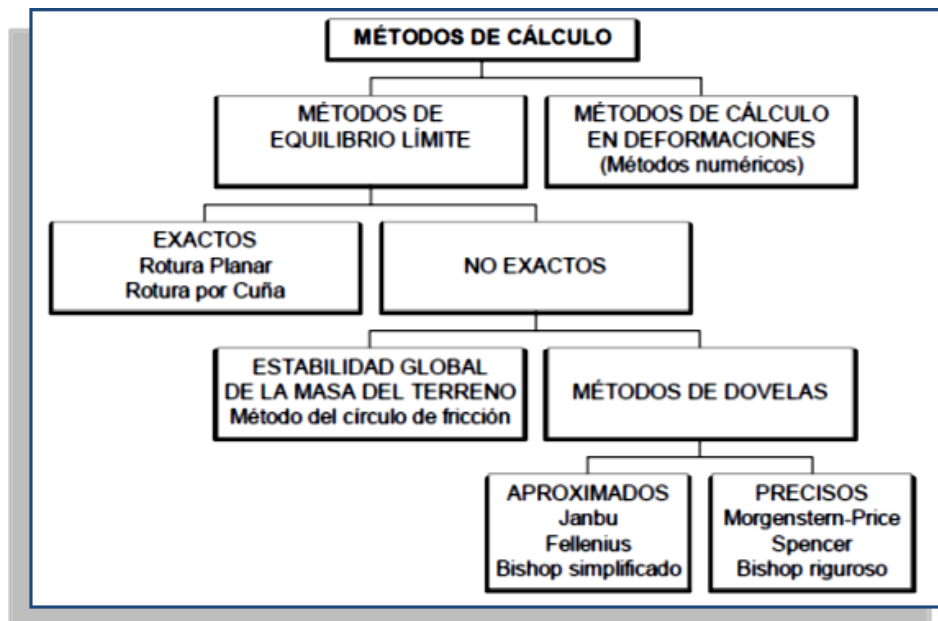 MÉTODOS DE CÁLCULO
MÉTODOS DE
EQUILIBRIO LÍMITE
MÉTODOS DE CÁLCULO
EN DEFORMACIONES
(Métodos numéricos)
EXACTOS
Rotura Planar
Rotura por Cuña
NO EXACTOS
ESTABILIDAD GLOBAL
DE LA MASA DEL TERRENO
Método del círculo de fricción
MÉTODOS DE DOVELAS
APROXIMADOS
Janbu
Fellenius
Bishop simplificado
PRECISOS
Morgenstern-Price
Spencer
Bishop riguroso